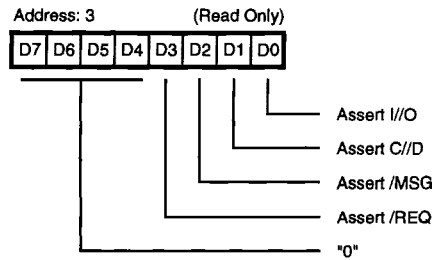 Address: 3 (Read Only)
D7 D6 D5 D4 D3 D2 D1 D0
Assert I//O
Assert C//D
Assert /MSG
Assert /REQ
"0"